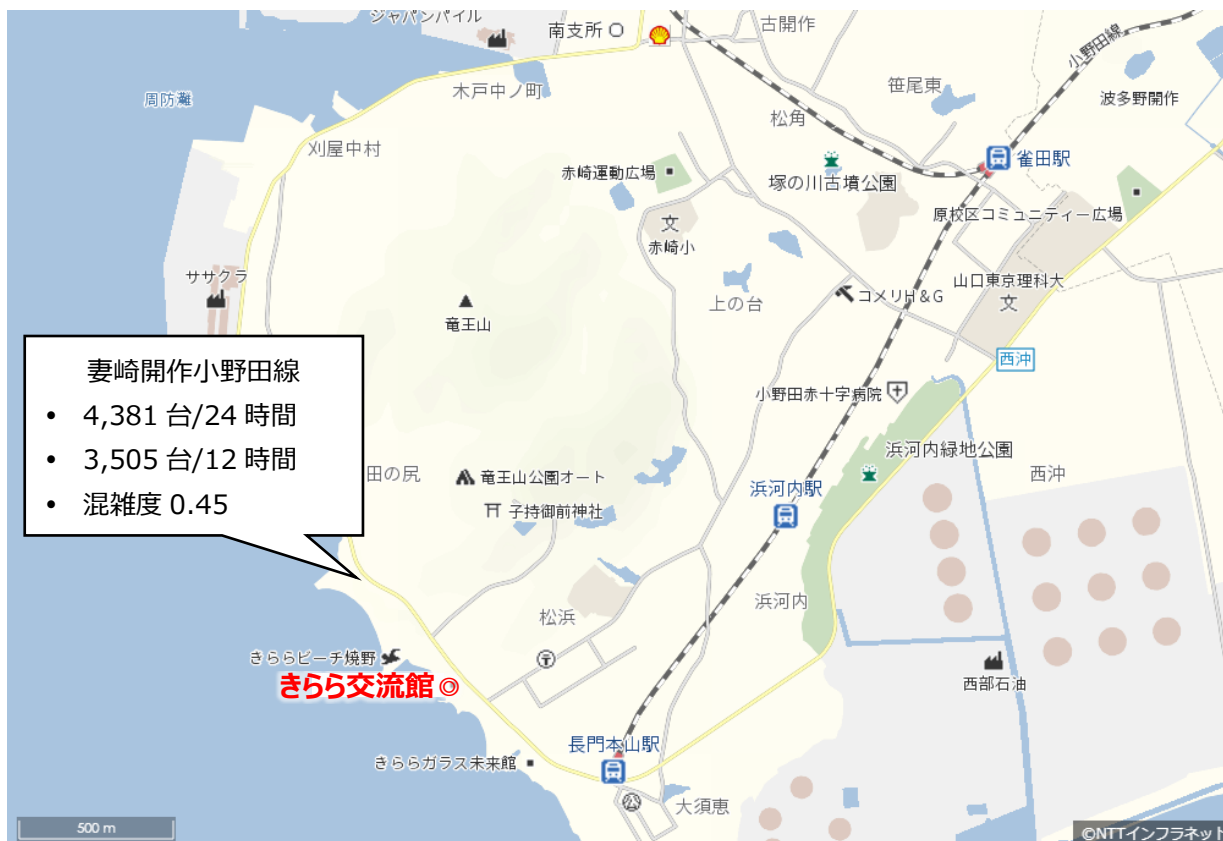 ジャパンパイル
南支所
古開作
小野田線
周防灘
木戸中ノ町
笹尾東
波多野開作
松角
刈屋中村
雀田駅
赤崎運動広場
塚の川古墳公園
原校区コミュニティー広場
文
赤崎小
ササクラ
上の台
コメリH&G
山口東京理科大
文
竜王山
西沖
妻崎開作小野田線
• 4,381 台/24 時間
• 3,505 台/12 時間
• 混雑度 0.45
小野田赤十字病院
浜河内緑地公園
田の尻
竜王山公園オート
西沖
浜河内駅
子持御前神社
浜河内
松浜
きららビーチ焼野
きらら交流館
西部石油
長門本山駅
きららガラス未来館
大須恵
500 m
©NTTインフラネット